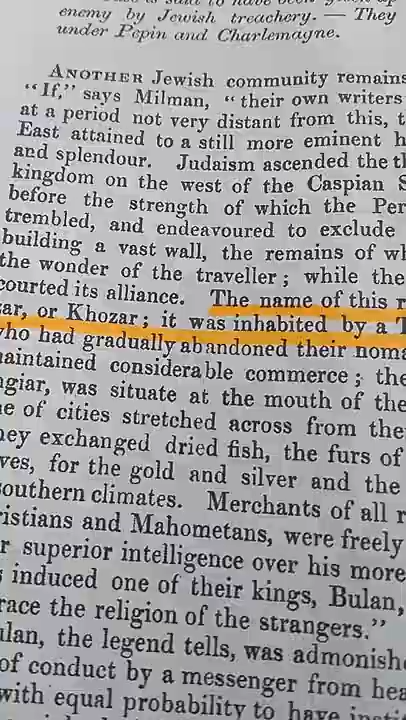 enemy by Jewish treachery. — They
under Pepin and Charlemagne.
ANOTHER Jewish community remains
"If," says Milman, "their own writers
at a period not very distant from this, t
East attained to a still more eminent h
and splendour. Judaism ascended the th
kingdom on the west of the Caspian S
before the strength of which the Per
trembled, and endeavoured to exclude
building a vast wall, the remains of wh
the wonder of the traveller; while the
courted its alliance. The name of this r
ar, or Khozar; it was inhabited by a T
who had gradually abandoned their noma
aintained considerable commerce; the
ngiar, was situate at the mouth of the
e of cities stretched across from the
hey exchanged dried fish, the furs of
ves, for the gold and silver and the
southern climates. Merchants of all r
ristians and Mahometans, were freely
r superior intelligence over his more
induced one of their kings, Bulan,
race the religion of the strangers."
ulan, the legend tells, was admonishe
of conduct by a messenger from hea
with equal probability to have